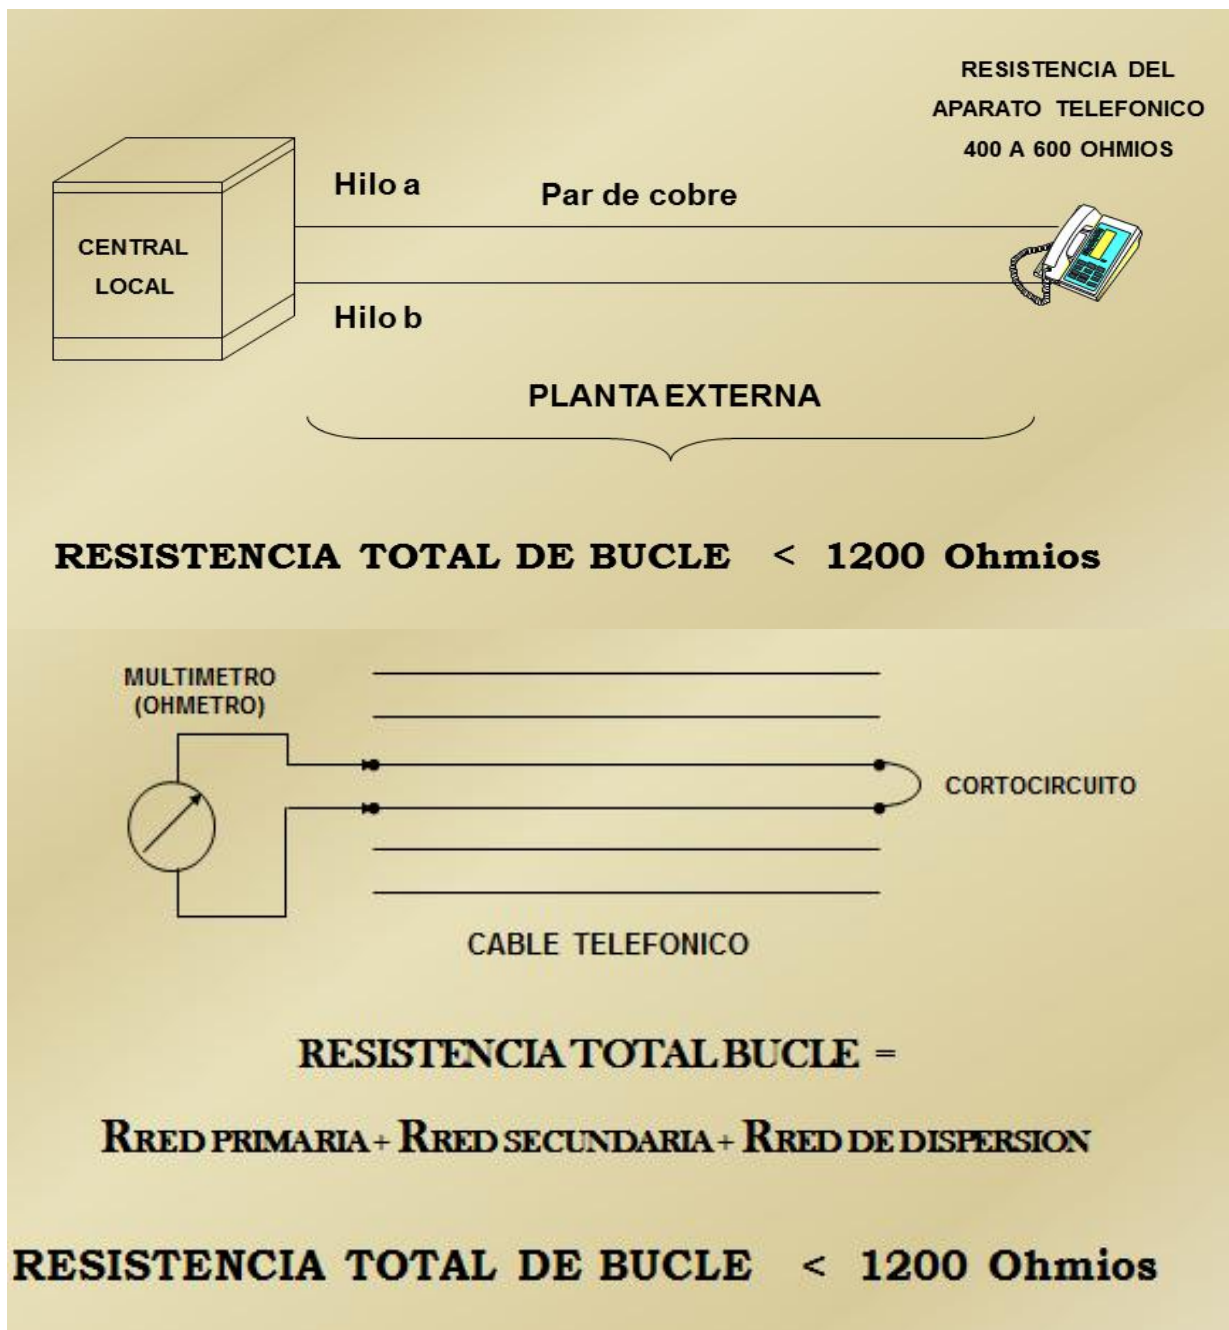 RESISTENCIA DEL
APARATO TELEFONICO
400 A 600 OHMIOS
Hilo a
Par de cobre
CENTRAL
LOCAL
Hilo b
PLANTA EXTERNA
RESISTENCIA TOTAL DE BUCLE < 1200 Ohmios
MULTIMETRO
(OHMETRO)
CORTOCIRCUITO
CABLE TELEFONICO
RESISTENCIA TOTAL BUCLE =
RRED PRIMARIA + RRED SECUNDARIA + RRED DE DISPERSION
RESISTENCIA TOTAL DE BUCLE < 1200 Ohmios